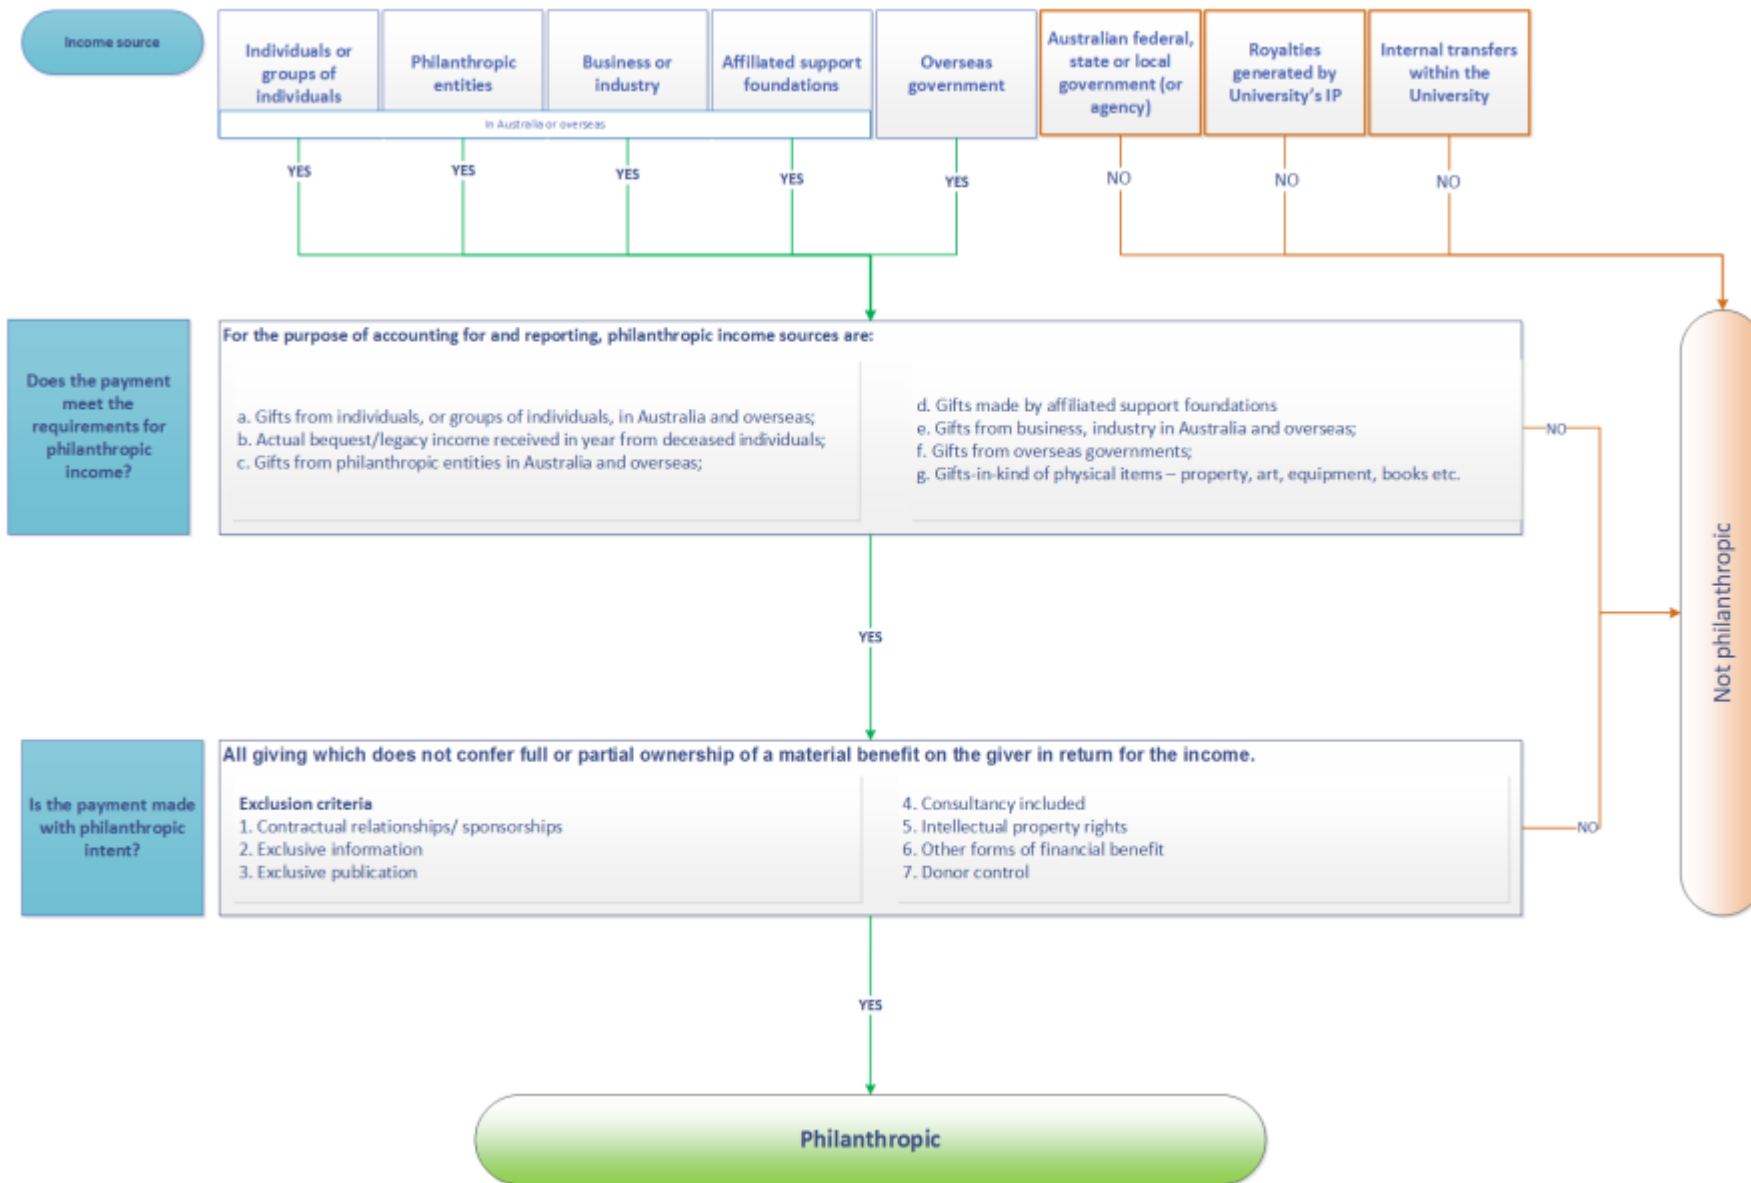 Income source
Individuals or
groups of
individuals
Philanthropic
entities
Business or
industry
Affiliated support
foundations
Overseas
government
Australian federal,
state or local
government (or
agency)
Royalties
generated by
University's IP
Internal transfers
within the
University
in Australia or overseas
YES
YES
YES
YES
YES
NO
NO
NO
Does the payment
meet the
requirements for
philanthropic
income?
For the purpose of accounting for and reporting, philanthropic income sources are:
a. Gifts from individuals, or groups of individuals, in Australia and overseas;
b. Actual bequest/legacy income received in year from deceased individuals;
c. Gifts from philanthropic entities in Australia and overseas;
d. Gifts made by affiliated support foundations
e. Gifts from business, industry in Australia and overseas;
f. Gifts from overseas governments;
g. Gifts-in-kind of physical items – property, art, equipment, books etc.
NO
Not philanthropic
YES
Is the payment made
with philanthropic
intent?
All giving which does not confer full or partial ownership of a material benefit on the giver in return for the income.
Exclusion criteria
1. Contractual relationships/ sponsorships
2. Exclusive information
3. Exclusive publication
4. Consultancy included
5. Intellectual property rights
6. Other forms of financial benefit
7. Donor control
NO
YES
Philanthropic